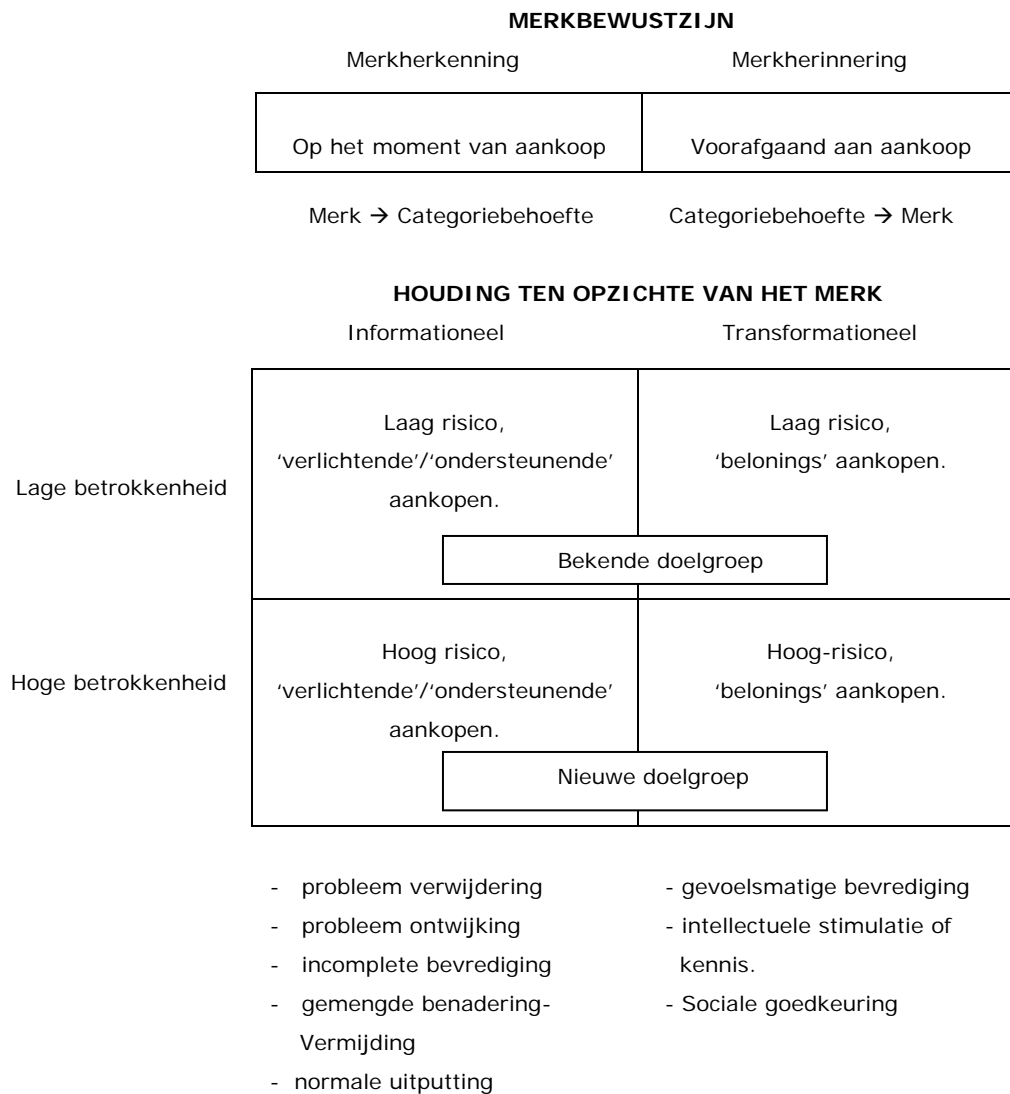 MERKBEWUSTZIJN
Merkherkenning Merkherinnering
Op het moment van aankoop Voorafgaand aan aankoop
Merk → Categoriebehoefte Categoriebehoefte → Merk
HOUDING TEN OPZICHTE VAN HET MERK
Informationeel Transformationeel
Lage betrokkenheid
Laag risico,
‘verlichtende’/‘ondersteunende’
aankopen.
Laag risico,
‘belonings’ aankopen.
Bekende doelgroep
Hoge betrokkenheid
Hoog risico,
‘verlichtende’/‘ondersteunende’
aankopen.
Hoog-risico,
‘belonings’ aankopen.
Nieuwe doelgroep
- probleem verwijdering
- probleem ontwijking
- incomplete bevrediging
- gemengde benadering-
Vermijding
- normale uitputting
- gevoelsmatige bevrediging
- intellectuele stimulatie of
kennis.
- Sociale goedkeuring